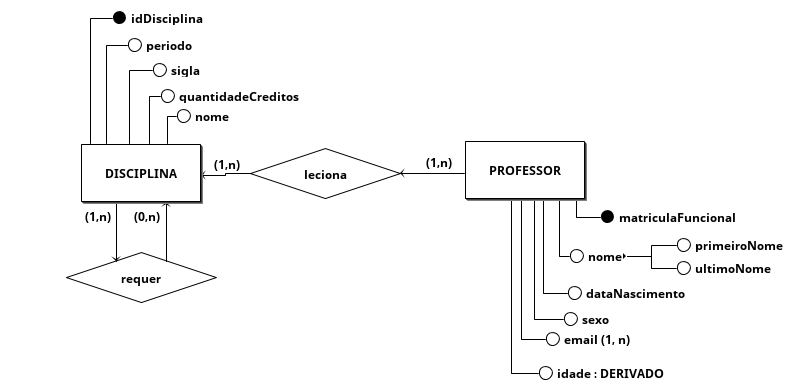 idDisciplina
periodo
sigla
quantidadeCreditos
nome
DISCIPLINA
(1,n)
leciona
(1,n)
PROFESSOR
(1,n)
(0,n)
requer
matriculaFuncional
nome
primeiroNome
ultimoNome
dataNascimento
sexo
email (1, n)
idade : DERIVADO